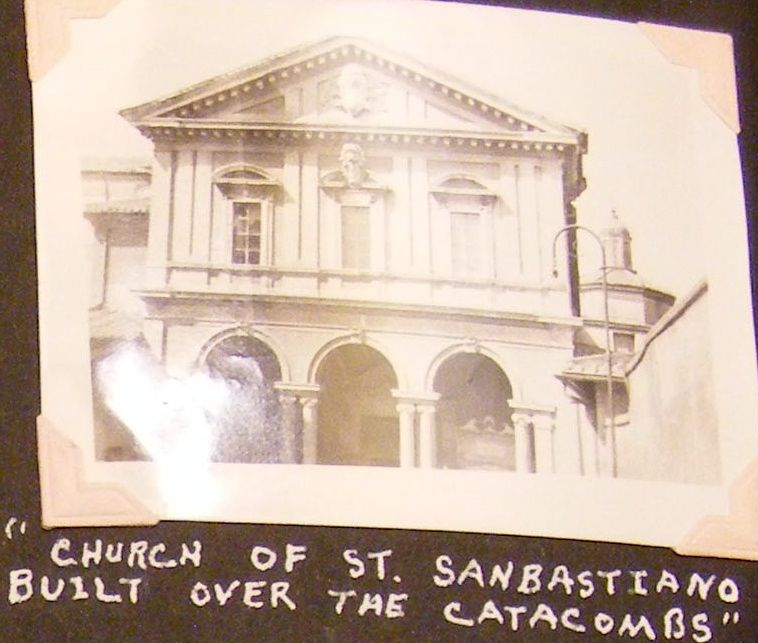 "CHURCH OF ST. SANBASTIANO
BUILT OVER THE CATACOMBS"